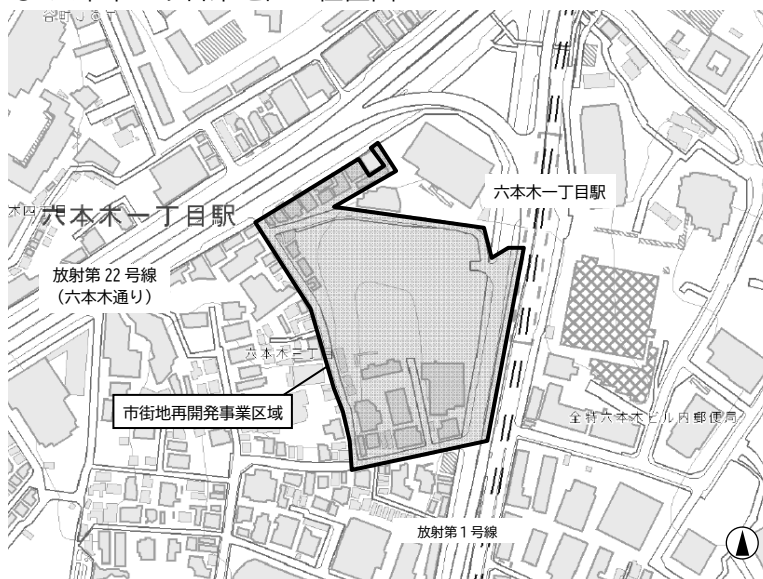 谷町
六本木一丁目駅
六本木一丁目駅
放射第 22 号線
(六本木通り)
六本木三丁目
市街地再開発事業区域
全特六本木ビル内郵便局
放射第1号線